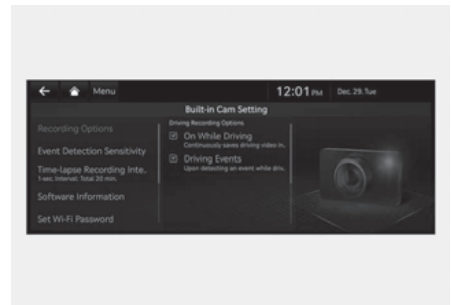 Menu
12:01 PM Dec. 29. Tue
Built-in Cam Setting
Recording Options
Event Detection Sensitivity
Time-lapse Recording Inte..
1-sec. Interval: Total 20 min.
Software Information
Set Wi-Fi Password
Driving Recording Options
On While Driving
Continuously saves driving video in.
Driving Events
Upon detecting an event while driv.